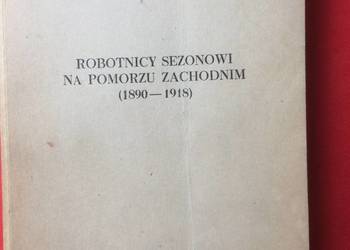 ROBOTNICY SEZONOWI
NA POMORZU ZACHODNIM
(1890—1918)